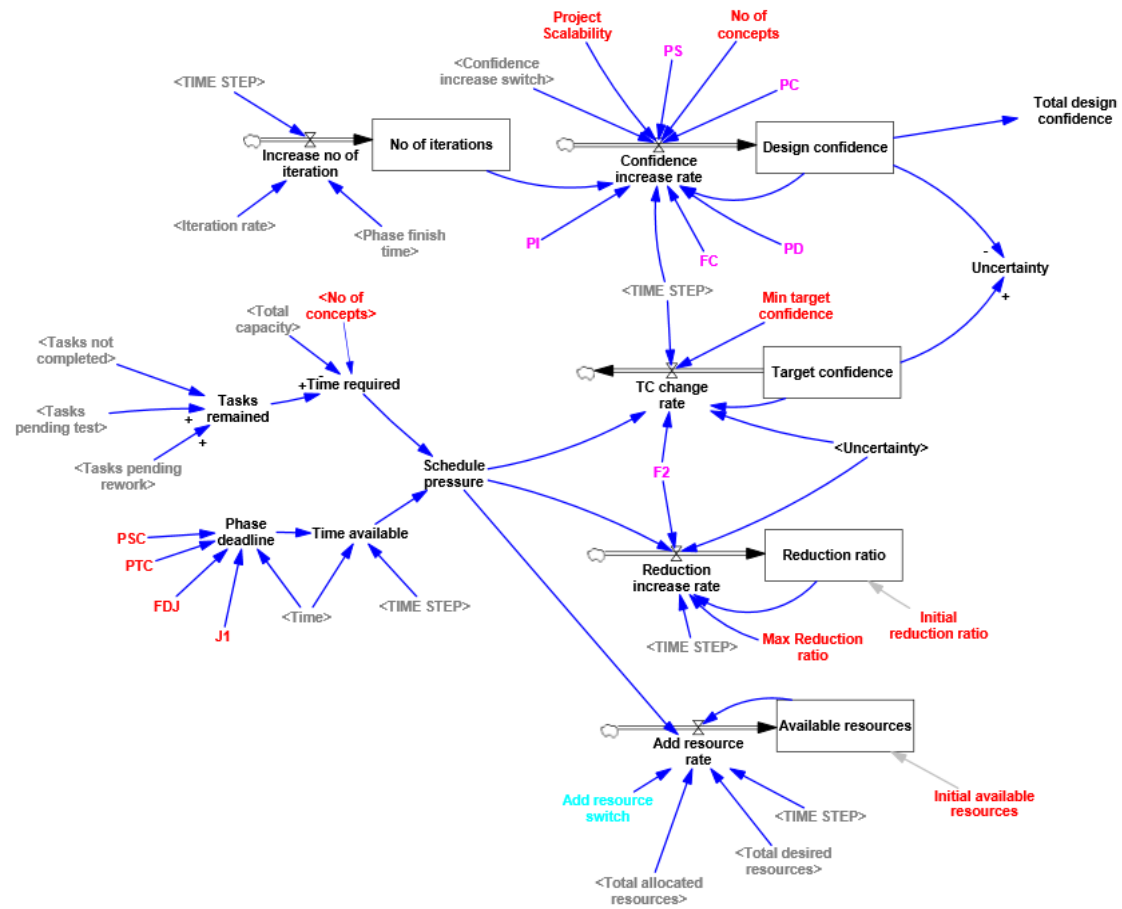 Project
Scalability
No of
concepts
PS
<Confidence
increase switch>
<TIME STEP>
PC
Total design
confidence
No of iterations
Design confidence
Increase no of
iteration
Confidence
increase rate
<Iteration rate>
<Phase finish
time>
PI
FC
PD
-
Uncertainty
+
<TIME STEP>
Min target
confidence
<No of
concepts>
<Total
capacity>
<Tasks not
completed>
-
+
Time required
TC change
rate
Target confidence
Tasks
remained
<Tasks
pending test>
+
+
<Tasks pending
rework>
<Uncertainty>
Schedule
pressure
F2
PSC
Phase
deadline
Time available
PTC
Reduction
increase rate
Reduction ratio
FDJ
<Time>
<TIME STEP>
J1
Initial
reduction ratio
<TIME STEP>
Max Reduction
ratio
Available resources
Add resource
rate
Add resource
switch
<TIME STEP>
Initial available
resources
<Total desired
resources>
<Total allocated
resources>